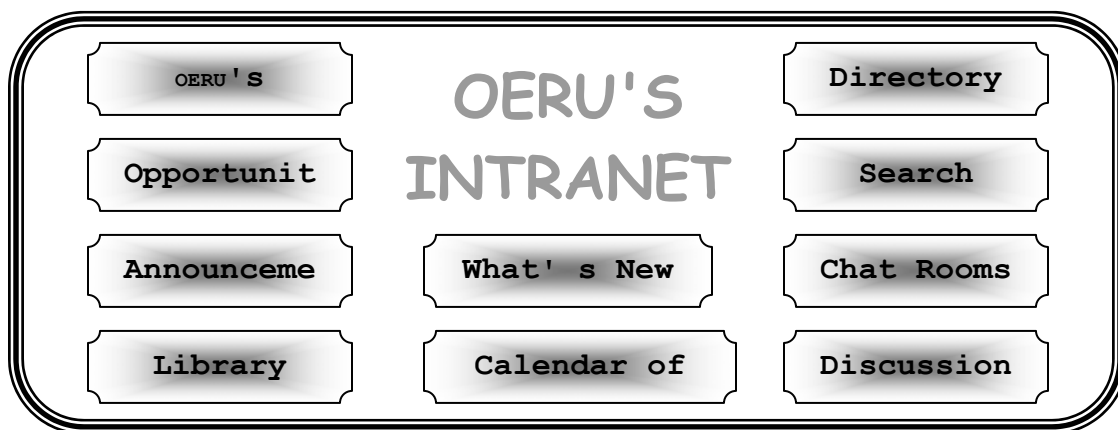 OERU's
Opportunit
Announceme
Library
OERU'S
INTRANET
What' s New
Calendar of
Directory
Search
Chat Rooms
Discussion